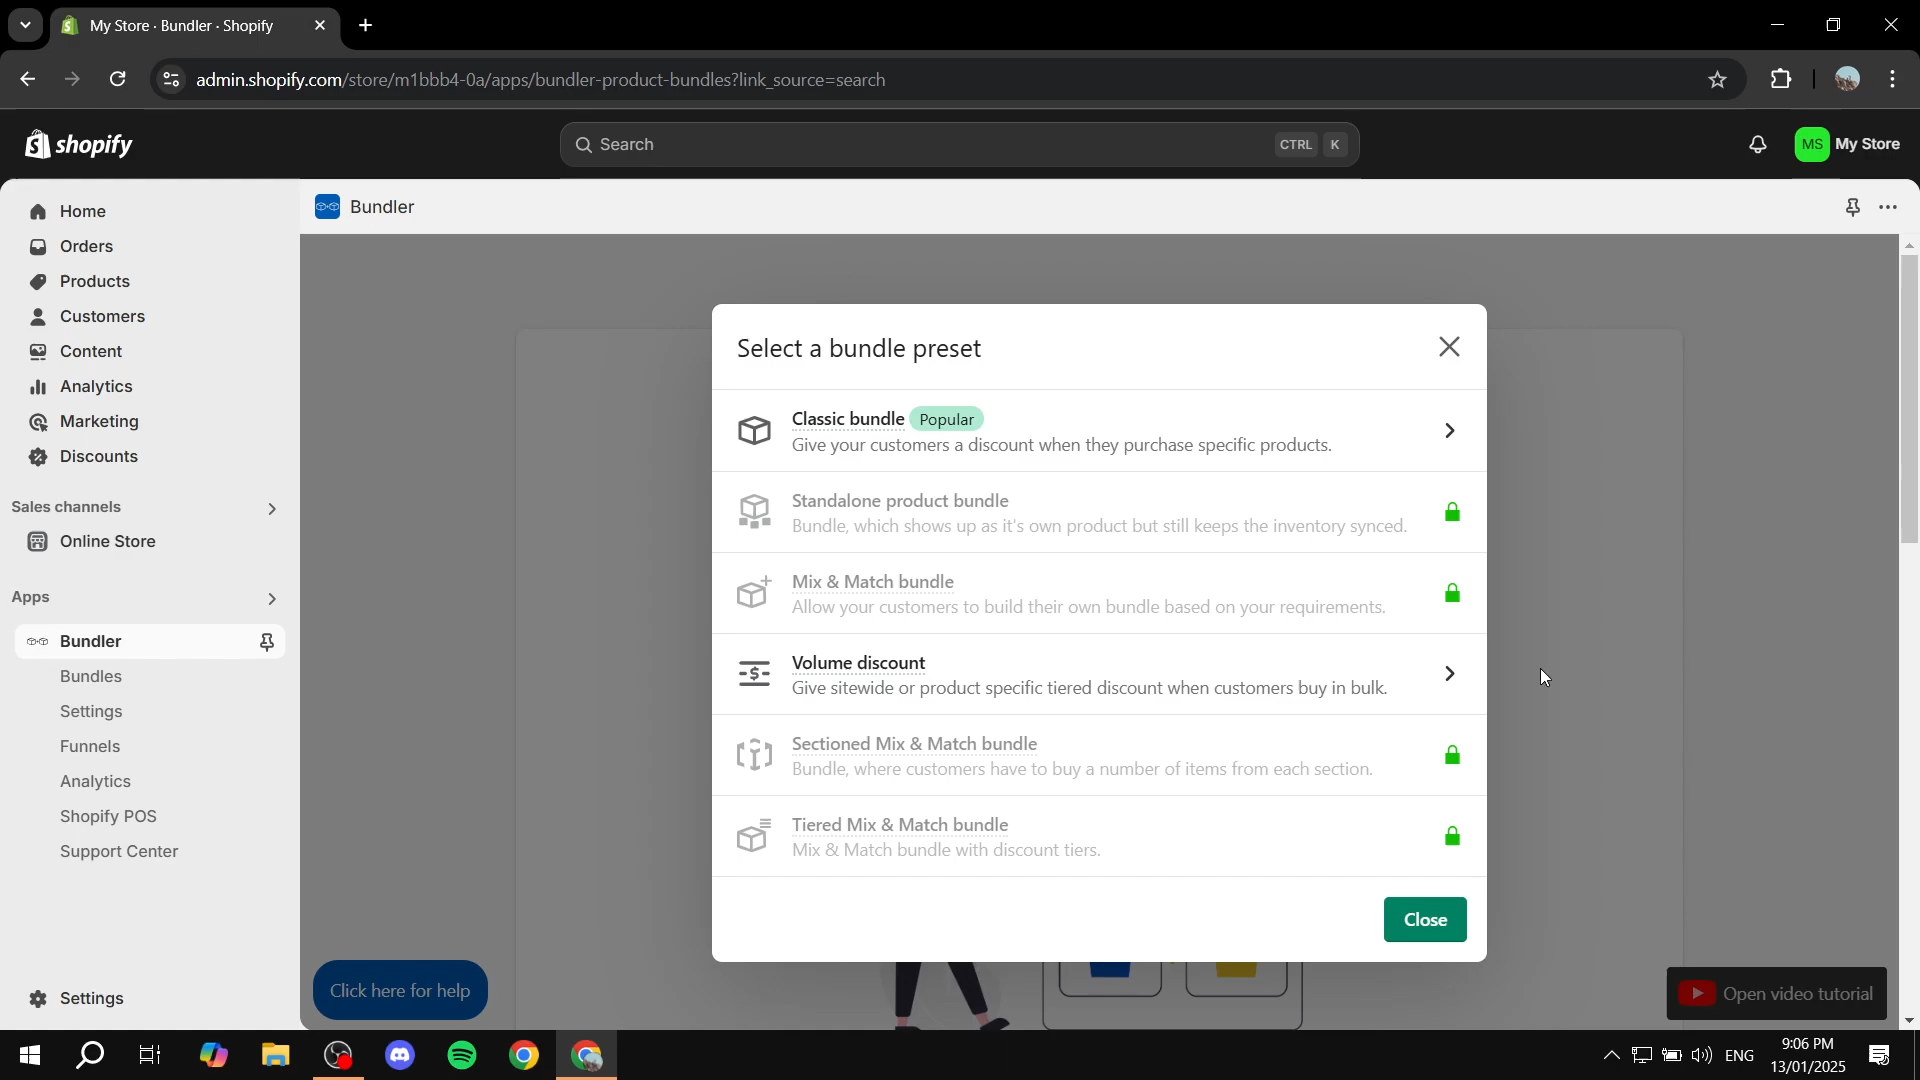 My Store · Bundler · Shopify
admin.shopify.com/store/m1bbb4-0a/apps/bundler-product-bundles?link_source=search
shopify
Search
CTRL K
MS My Store
Home
Orders
Products
Customers
Content
Analytics
Marketing
Discounts
Sales channels
Online Store
Apps
Bundler
Bundles
Settings
Funnels
Analytics
Shopify POS
Support Center
Settings
Bundler
Select a bundle preset
Classic bundle Popular
Give your customers a discount when they purchase specific products.
Standalone product bundle
Bundle, which shows up as it's own product but still keeps the inventory synced.
Mix & Match bundle
Allow your customers to build their own bundle based on your requirements.
Volume discount
Give sitewide or product specific tiered discount when customers buy in bulk.
Sectioned Mix & Match bundle
Bundle, where customers have to buy a number of items from each section.
Tiered Mix & Match bundle
Mix & Match bundle with discount tiers.
Close
Click here for help
Open video tutorial
ENG
9:06 PM
13/01/2025